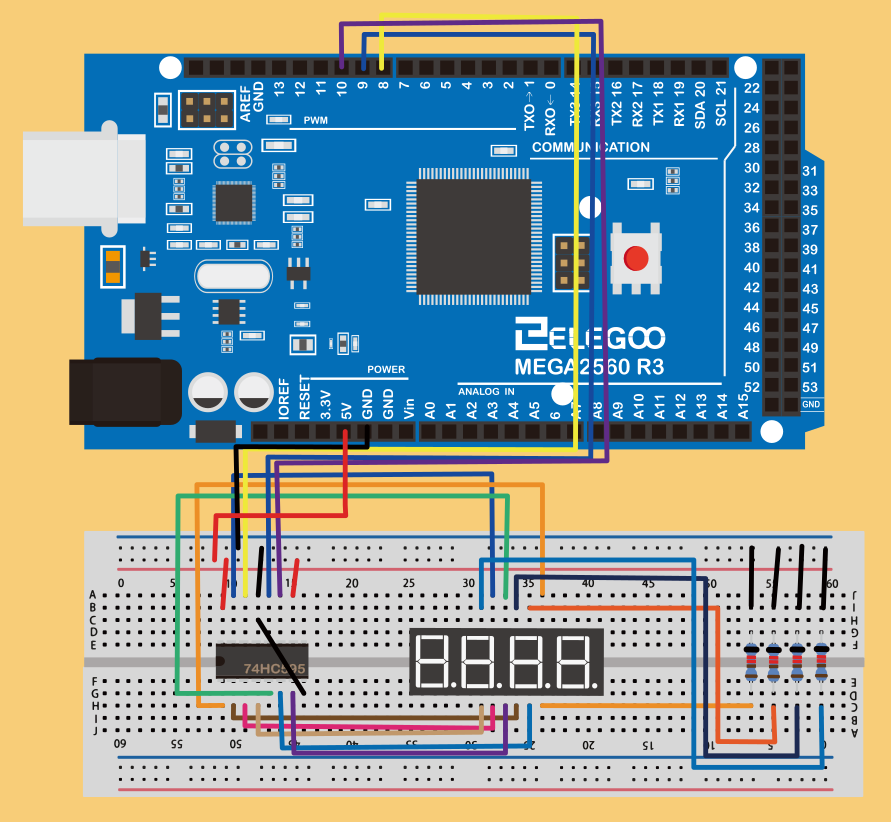 AREF
GND
13
12
11
10
9
8
7
6
5
4
3
2
TXO→ 1
RXO← 0
TX3 14
RX3 15
TX2 16
RX2 17
TX1 18
RX1 19
SDA 20
SCL 21
PWM
COMMUNICATION
22
24
26
28
30
32
34
36
38
40
42
44
46
48
50
52
31
33
35
37
39
41
43
45
47
49
51
53
GND
ELEGOO
MEGA2560 R3
POWER
ANALOG IN
IOREF
RESET
3.3V
5V
GND
GND
Vin
A0
A1
A2
A3
A4
A5
6
A7
A8
A9
A10
A11
A12
A13
A14
A15
0 5 10 15 20 25 30 35 40 45 50 55 60
A
B
C
D
E
J
I
H
G
F
74HC595
F
G
H
I
J
E
D
C
B
A
60 55 50 45 40 35 25 20 15 10 5 0